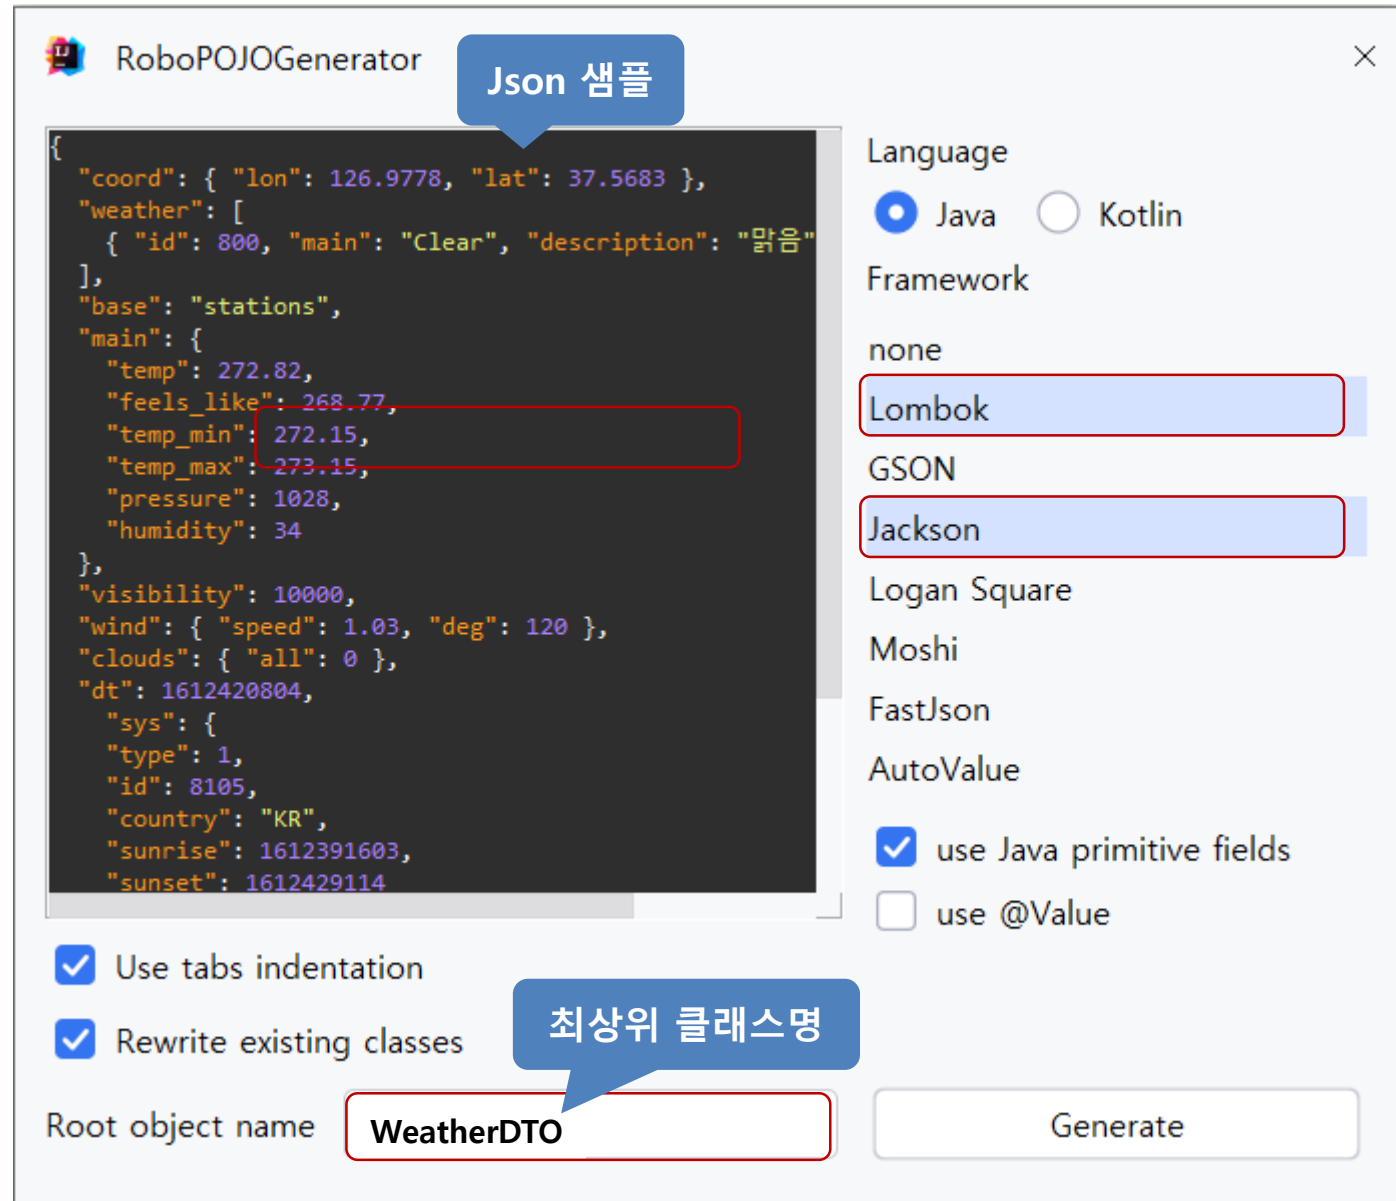 RoboPOJOGenerator
Json 샘플
{
"coord": { "lon": 126.9778, "lat": 37.5683 },
"weather": [
{ "id": 800, "main": "Clear", "description": "맑음"
],
"base": "stations",
"main": {
"temp": 272.82,
"feels_like": 268.77,
"temp_min": 272.15,
"temp_max": 273.15,
"pressure": 1028,
"humidity": 34
},
"visibility": 10000,
"wind": { "speed": 1.03, "deg": 120 },
"clouds": { "all": 0 },
"dt": 1612420804,
"sys": {
"type": 1,
"id": 8105,
"country": "KR",
"sunrise": 1612391603,
"sunset": 1612429114
Language
Java Kotlin
Framework
none
Lombok
GSON
Jackson
Logan Square
Moshi
FastJson
AutoValue
use Java primitive fields
use @Value
Use tabs indentation
Rewrite existing classes
최상위 클래스명
Root object name WeatherDTO
Generate